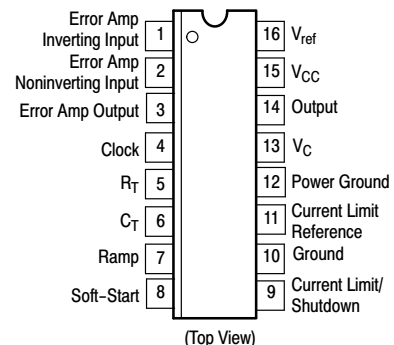 Error Amp
Inverting Input
1
Error Amp
Noninverting Input
2
Error Amp Output
3
Clock
4
RT
5
CT
6
Ramp
7
Soft-Start
8
16
Vref
15
VCC
14
Output
13
VC
12
Power Ground
11
Current Limit
Reference
10
Ground
9
Current Limit/
Shutdown
(Top View)